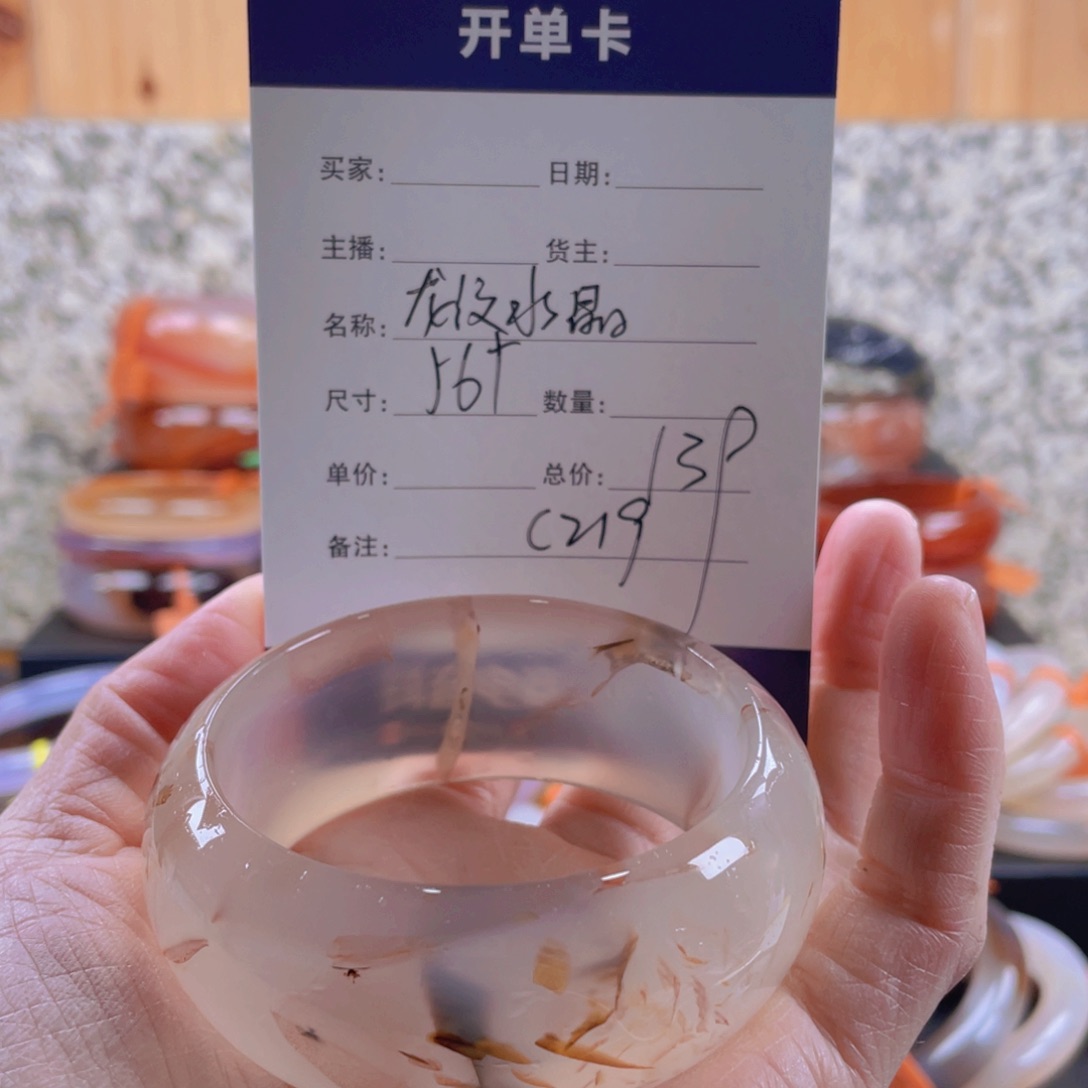 开单卡
买家: 日期:
主播: 货主:
名称: 龙纹水晶
尺寸: 56+ 数量:
单价: 总价: 139
备注: C219